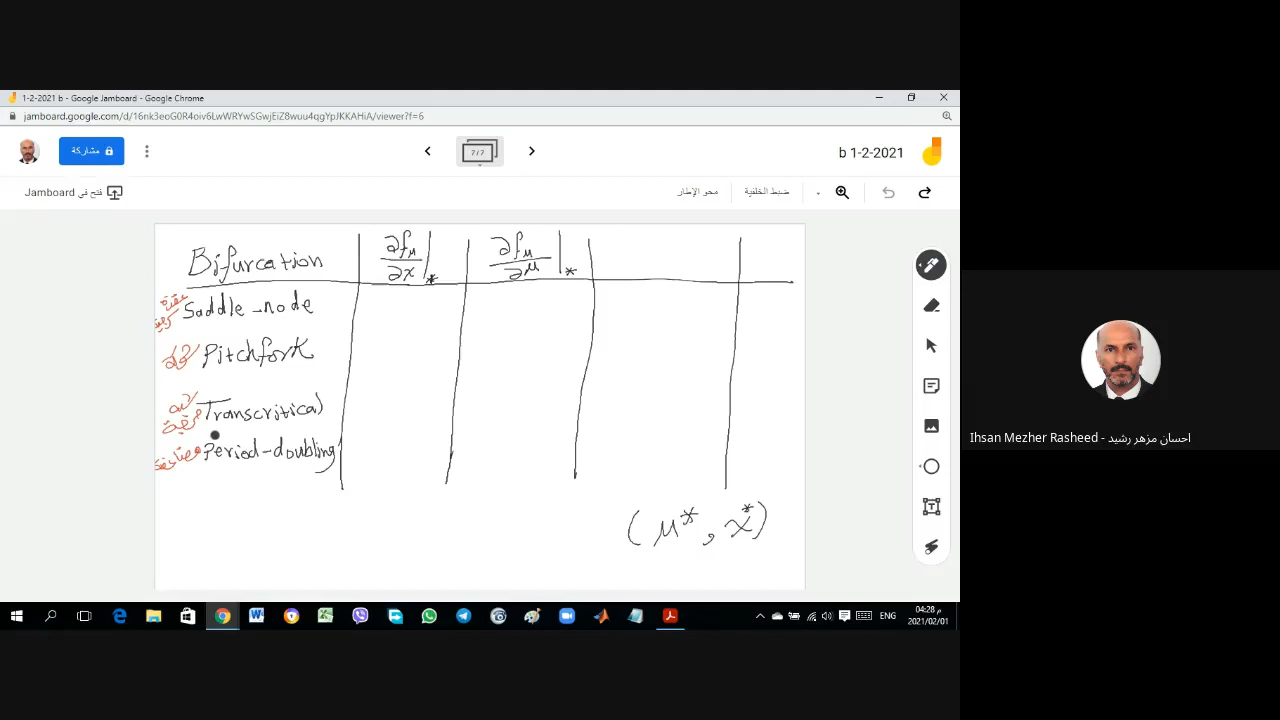 1-2-2021 b - Google Jamboard - Google Chrome
jamboard.google.com/d/16nk3eoG0R4oiv6LwWRYwSGwjEiZ8wuu4qgYpJKKAHiA/viewer?f=6
مشاركة
7/7
b 1-2-2021
فتح في Jamboard
محو الإطار
ضبط الخلفية
Bifurcation ∂fμ/∂x|* ∂fμ/∂μ|*
عقدة Saddle-node
Pitchfork
Transcritical
Period-doubling
(μ*, x*)
Ihsan Mezher Rasheed - احسان مزهر رشيد
ENG
04:28 م
2021/02/01